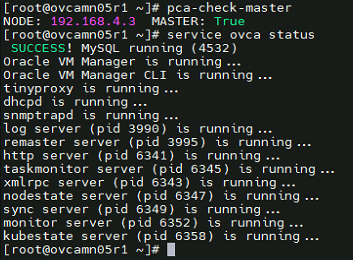 [root@ovcamn05r1 ~]# pca-check-master
NODE: 192.168.4.3  MASTER: True
[root@ovcamn05r1 ~]# service ovca status
 SUCCESS! MySQL running (4532)
Oracle VM Manager is running...
Oracle VM Manager CLI is running...
tinyproxy is running...
dhcpd is running...
snmptrapd is running...
log server (pid 3990) is running...
remaster server (pid 3995) is running...
http server (pid 6341) is running...
taskmonitor server (pid 6345) is running...
xmlrpc server (pid 6343) is running...
nodestate server (pid 6347) is running...
sync server (pid 6349) is running...
monitor server (pid 6352) is running...
kubestate server (pid 6358) is running...
[root@ovcamn05r1 ~]#